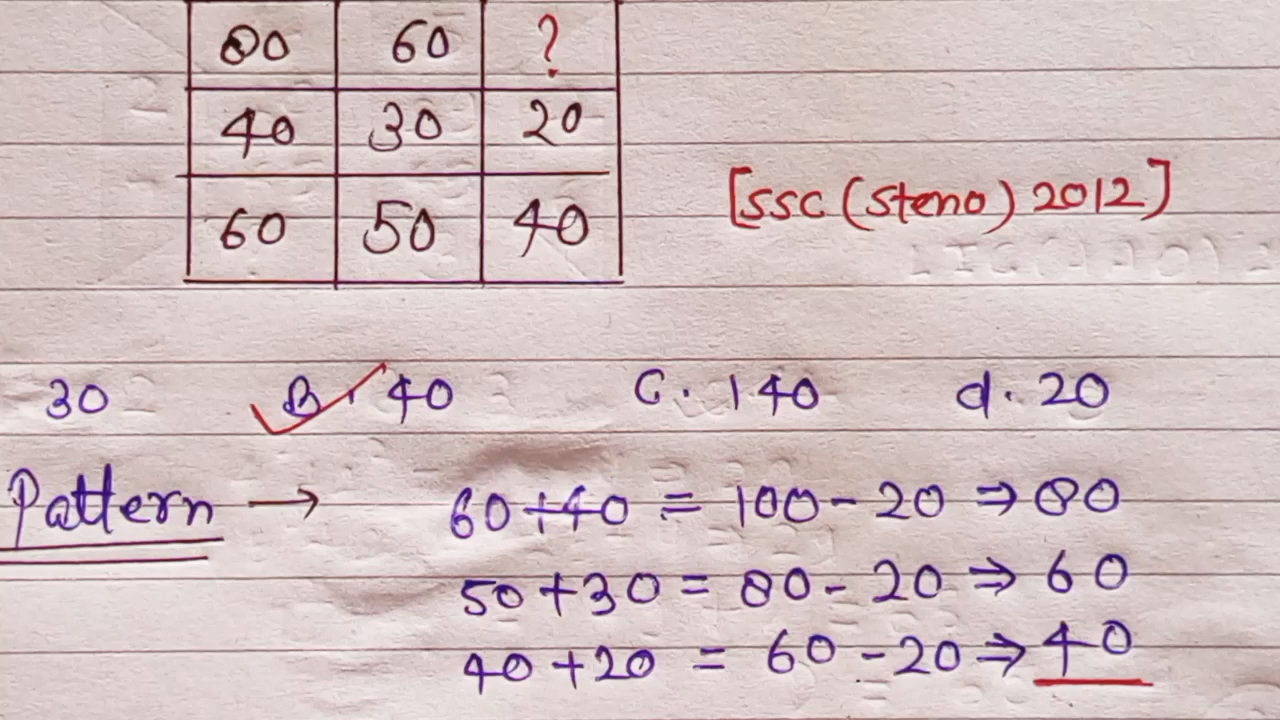 80 60 ?
40 30 20
60 50 40
[SSC (Steno) 2012]
30 B. 40 C. 140 d. 20
Pattern → 60+40 = 100-20 ⇒ 80
50+30 = 80-20 ⇒ 60
40+20 = 60-20 ⇒ 40